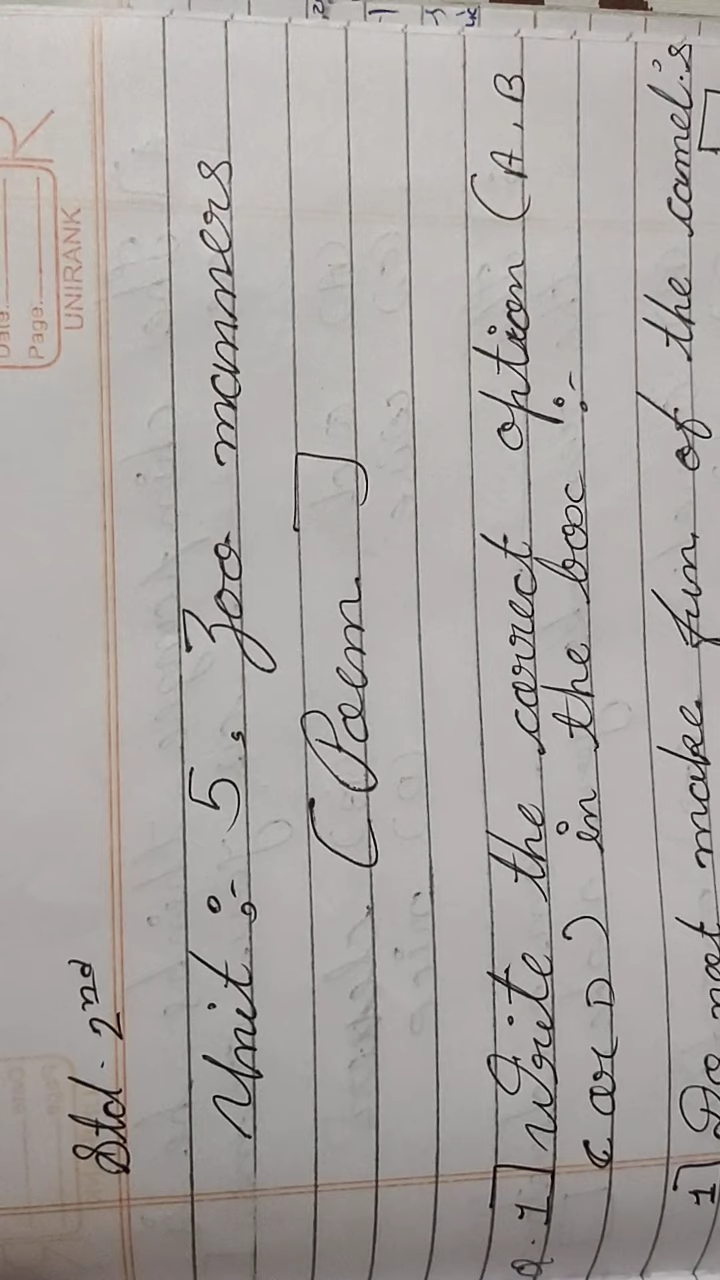 Date:
Page:
UNIRANK
Std. 2nd
Unit :- 5. Zoo manners
(Poem]
Q.1] Write the correct option (A, B
C or D) in the box :-
1] Do not make fun of the camel's